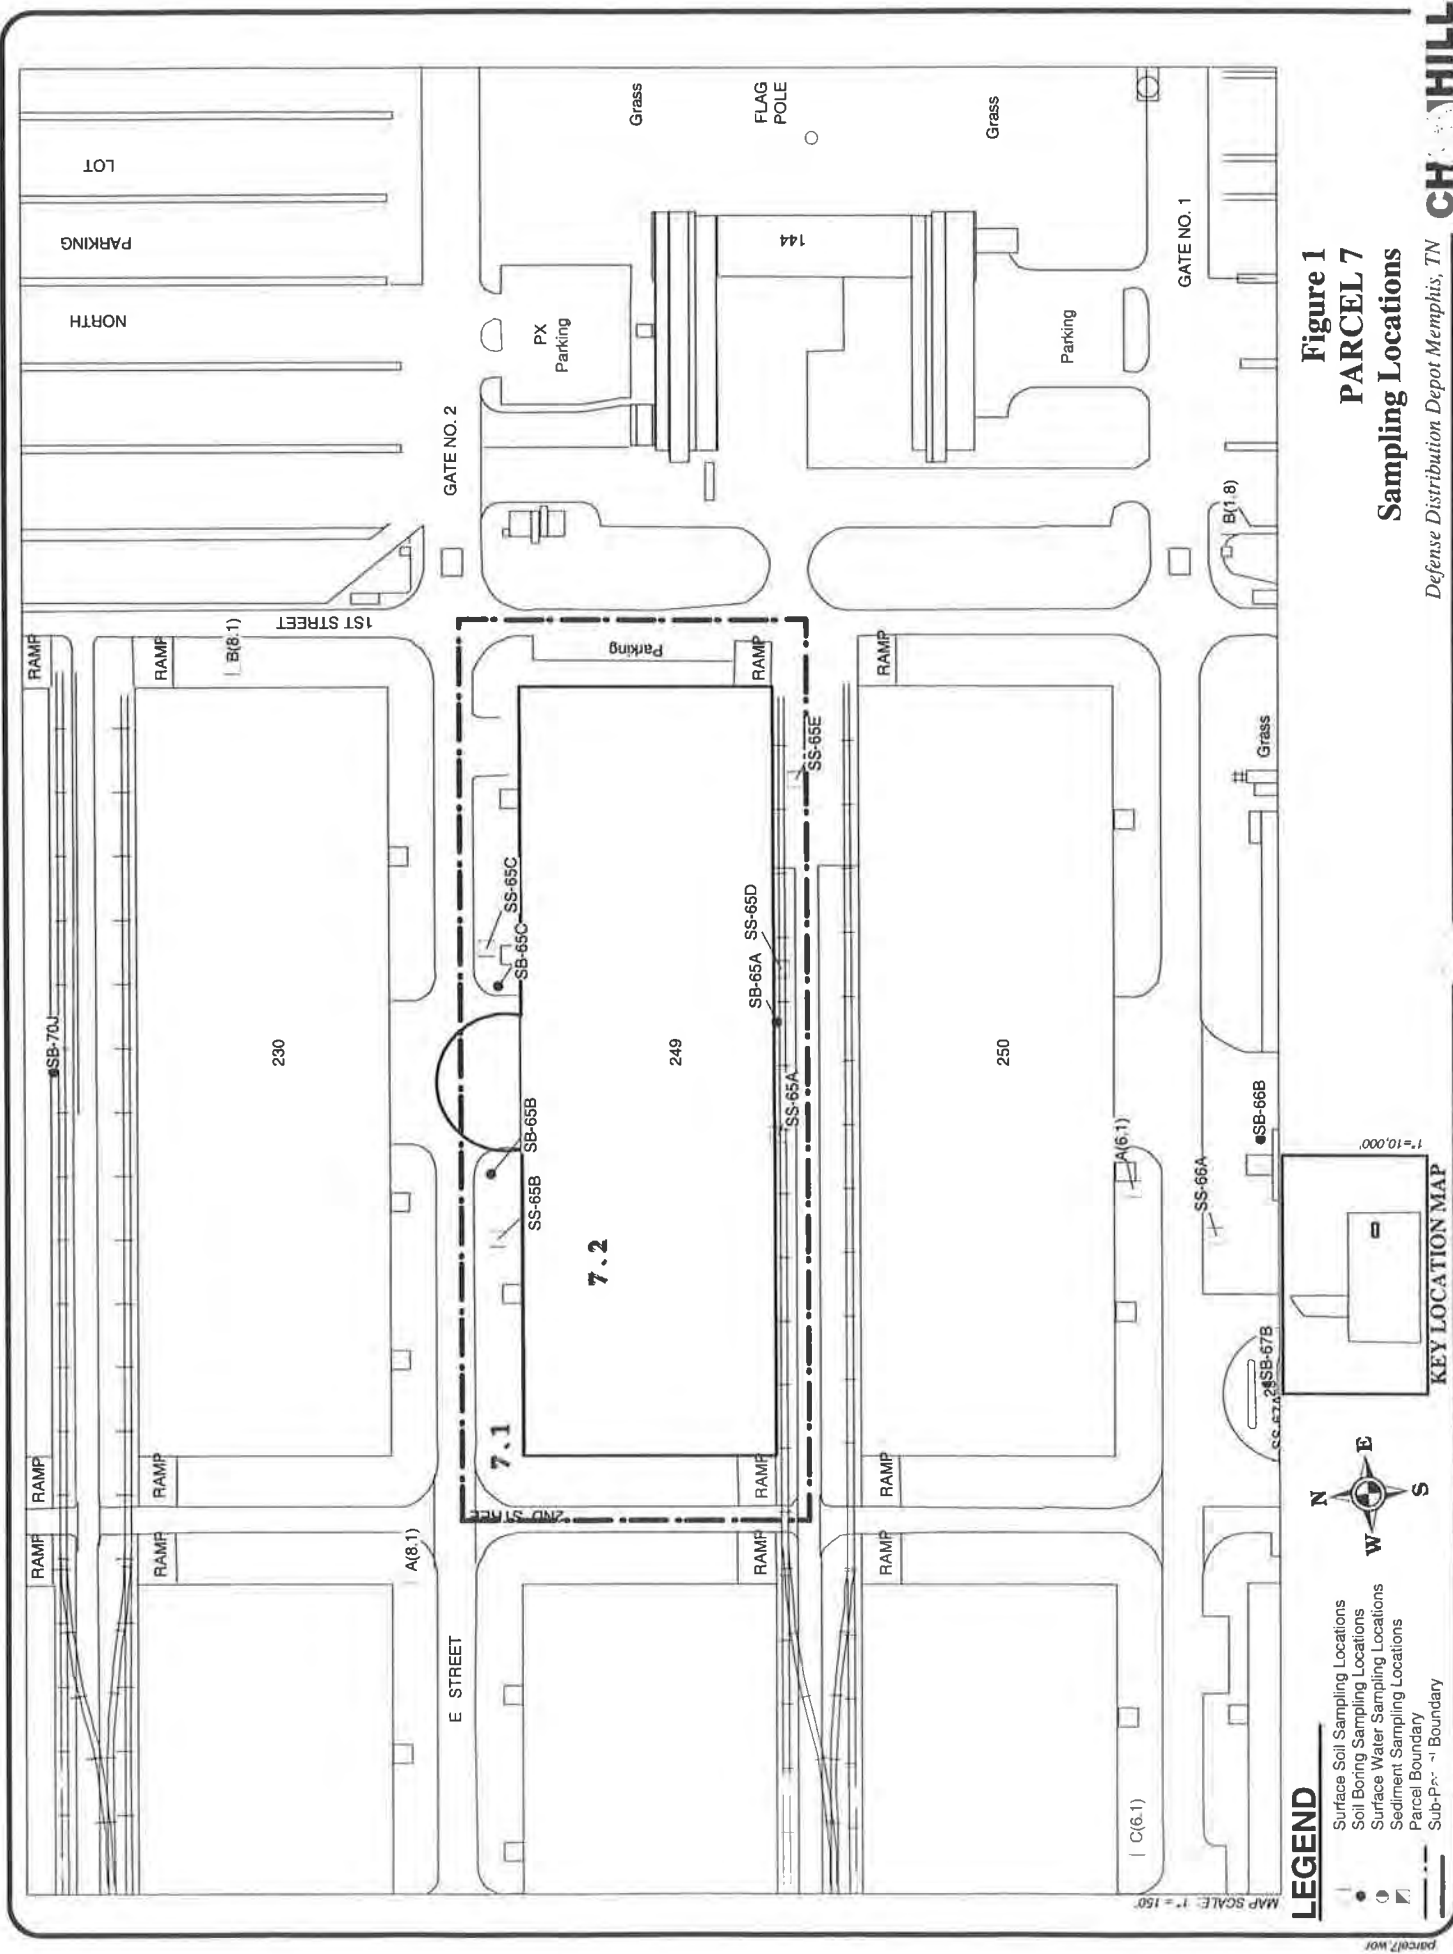 LOT
PARKING
NORTH
Grass
FLAG
POLE
Grass
144
GATE NO. 1
PX
Parking
Parking
GATE NO. 2
B(1.8)
1ST STREET
RAMP
RAMP
B(8.1)
Parking
RAMP
RAMP
SS-65E
Grass
SS-65C
SB-65C
SS-65D
SB-65A
SB-70J
230
249
250
SS-65A
SB-65B
SS-65B
A(6.1)
SB-66B
SS-66A
7.2
7.1
SB-67B
RAMP
RAMP
RAMP
RAMP
2ND STREE
RAMP
RAMP
RAMP
RAMP
A(8.1)
E STREET
C(6.1)
MAP SCALE: 1" = 150'
Figure 1
PARCEL 7
Sampling Locations
Defense Distribution Depot Memphis, TN
HILL
1"=10,000'
KEY LOCATION MAP
N
W E
S
LEGEND
Surface Soil Sampling Locations
Soil Boring Sampling Locations
Surface Water Sampling Locations
Sediment Sampling Locations
Parcel Boundary
Boundary
parcel7.wor